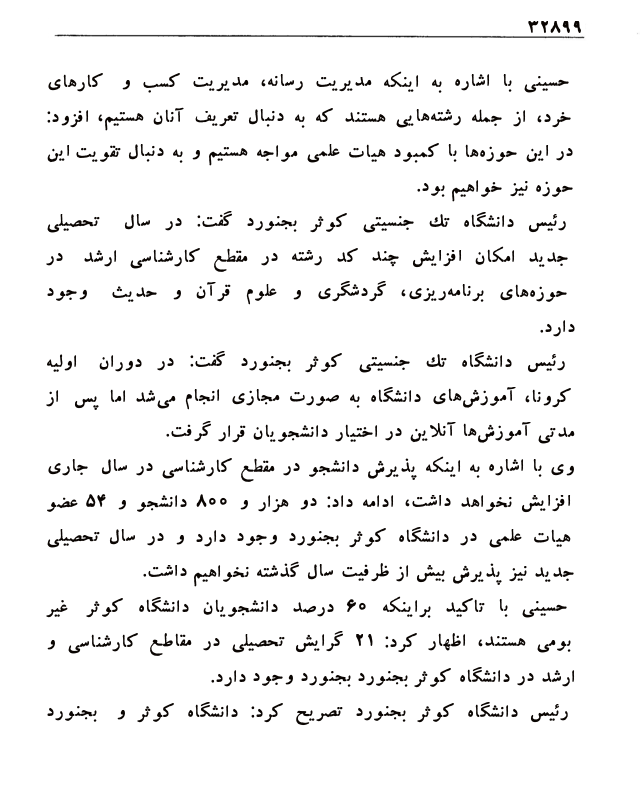 ۳۲۸۹۹
حسینی با اشاره به اینکه مدیریت رسانه، مدیریت کسب و کارهای
خرد، از جمله رشته‌هایی هستند که به دنبال تعریف آنان هستیم، افزود:
در این حوزه‌ها با کمبود هیات علمی مواجه هستیم و به دنبال تقویت این
حوزه نیز خواهیم بود.
رئیس دانشگاه تك جنسیتی کوثر بجنورد گفت: در سال تحصیلی
جدید امکان افزایش چند کد رشته در مقطع کارشناسی ارشد در
حوزه‌های برنامه‌ریزی، گردشگری و علوم قرآن و حدیث وجود
دارد.
رئیس دانشگاه تك جنسیتی کوثر بجنورد گفت: در دوران اولیه
کرونا، آموزش‌های دانشگاه به صورت مجازی انجام می‌شد اما پس از
مدتی آموزش‌ها آنلاین در اختیار دانشجویان قرار گرفت.
وی با اشاره به اینکه پذیرش دانشجو در مقطع کارشناسی در سال جاری
افزایش نخواهد داشت، ادامه داد: دو هزار و ۸۰۰ دانشجو و ۵۴ عضو
هیات علمی در دانشگاه کوثر بجنورد وجود دارد و در سال تحصیلی
جدید نیز پذیرش بیش از ظرفیت سال گذشته نخواهیم داشت.
حسینی با تاکید براینکه ۶۰ درصد دانشجویان دانشگاه کوثر غیر
بومی هستند، اظهار کرد: ۲۱ گرایش تحصیلی در مقاطع کارشناسی و
ارشد در دانشگاه کوثر بجنورد بجنورد وجود دارد.
رئیس دانشگاه کوثر بجنورد تصریح کرد: دانشگاه کوثر و بجنورد